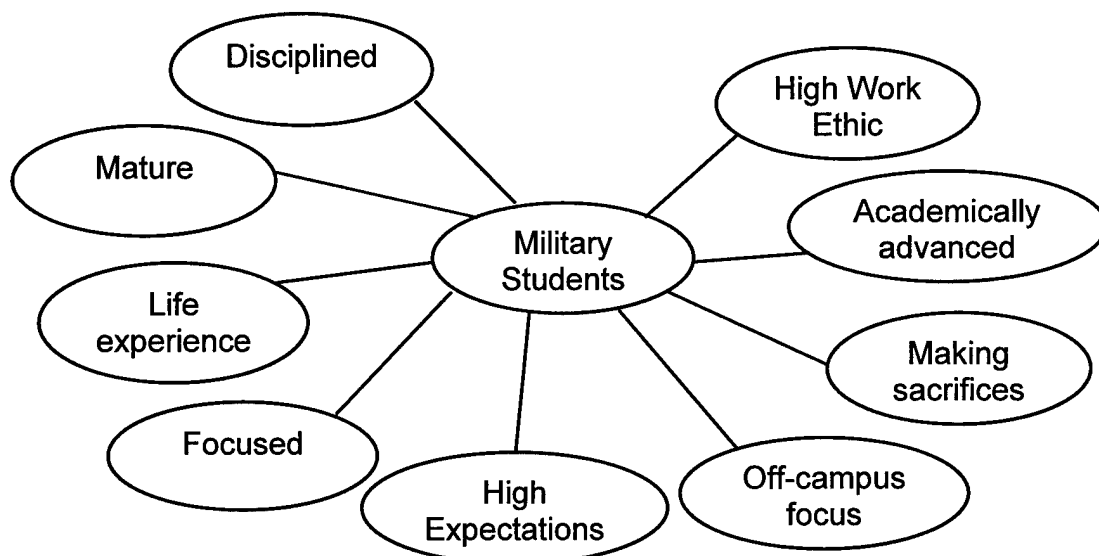 Disciplined
High Work
Ethic
Mature
Academically
advanced
Military
Students
Life
experience
Making
sacrifices
Focused
High
Expectations
Off-campus
focus